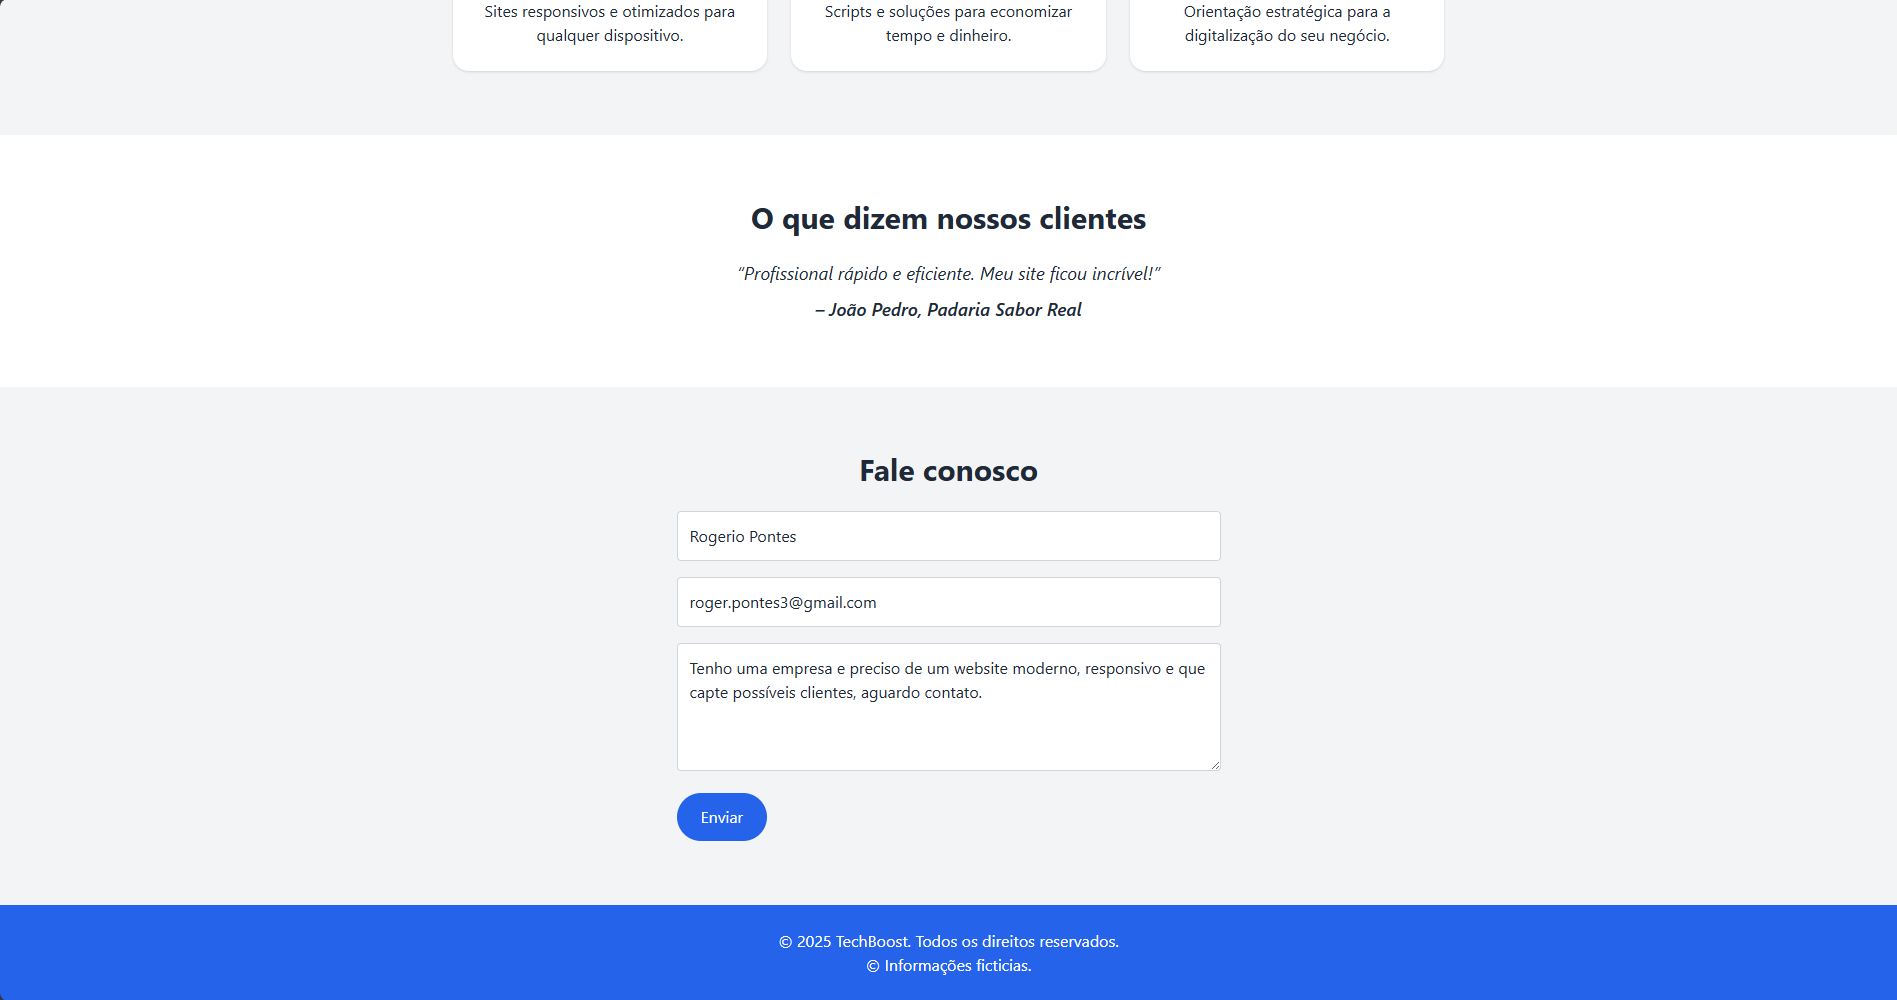 Sites responsivos e otimizados para
qualquer dispositivo.
Scripts e soluções para economizar
tempo e dinheiro.
Orientação estratégica para a
digitalização do seu negócio.
O que dizem nossos clientes
“Profissional rápido e eficiente. Meu site ficou incrível!”
– João Pedro, Padaria Sabor Real
Fale conosco
Rogerio Pontes
roger.pontes3@gmail.com
Tenho uma empresa e preciso de um website moderno, responsivo e que
capte possíveis clientes, aguardo contato.
Enviar
© 2025 TechBoost. Todos os direitos reservados.
© Informações ficticias.